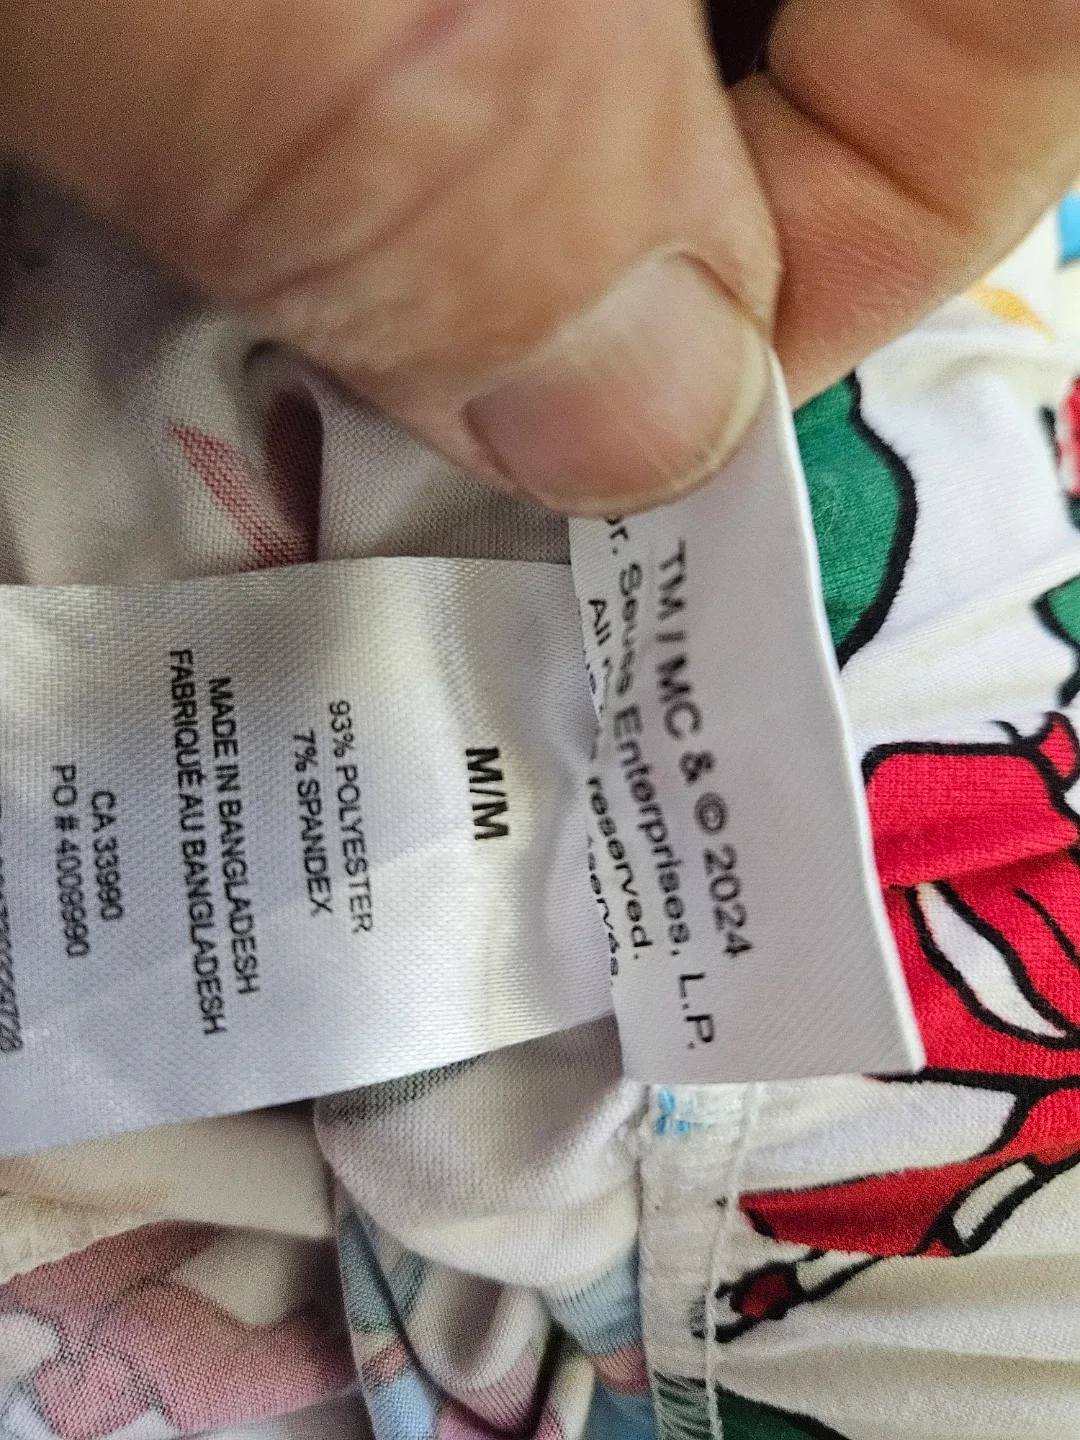 TM / MC & © 2024
Dr. Seuss Enterprises, L.P.
All reserved.
M/M
93% POLYESTER
7% SPANDEX
MADE IN BANGLADESH
FABRIQUÉ AU BANGLADESH
CA 33990
PO # 4008990